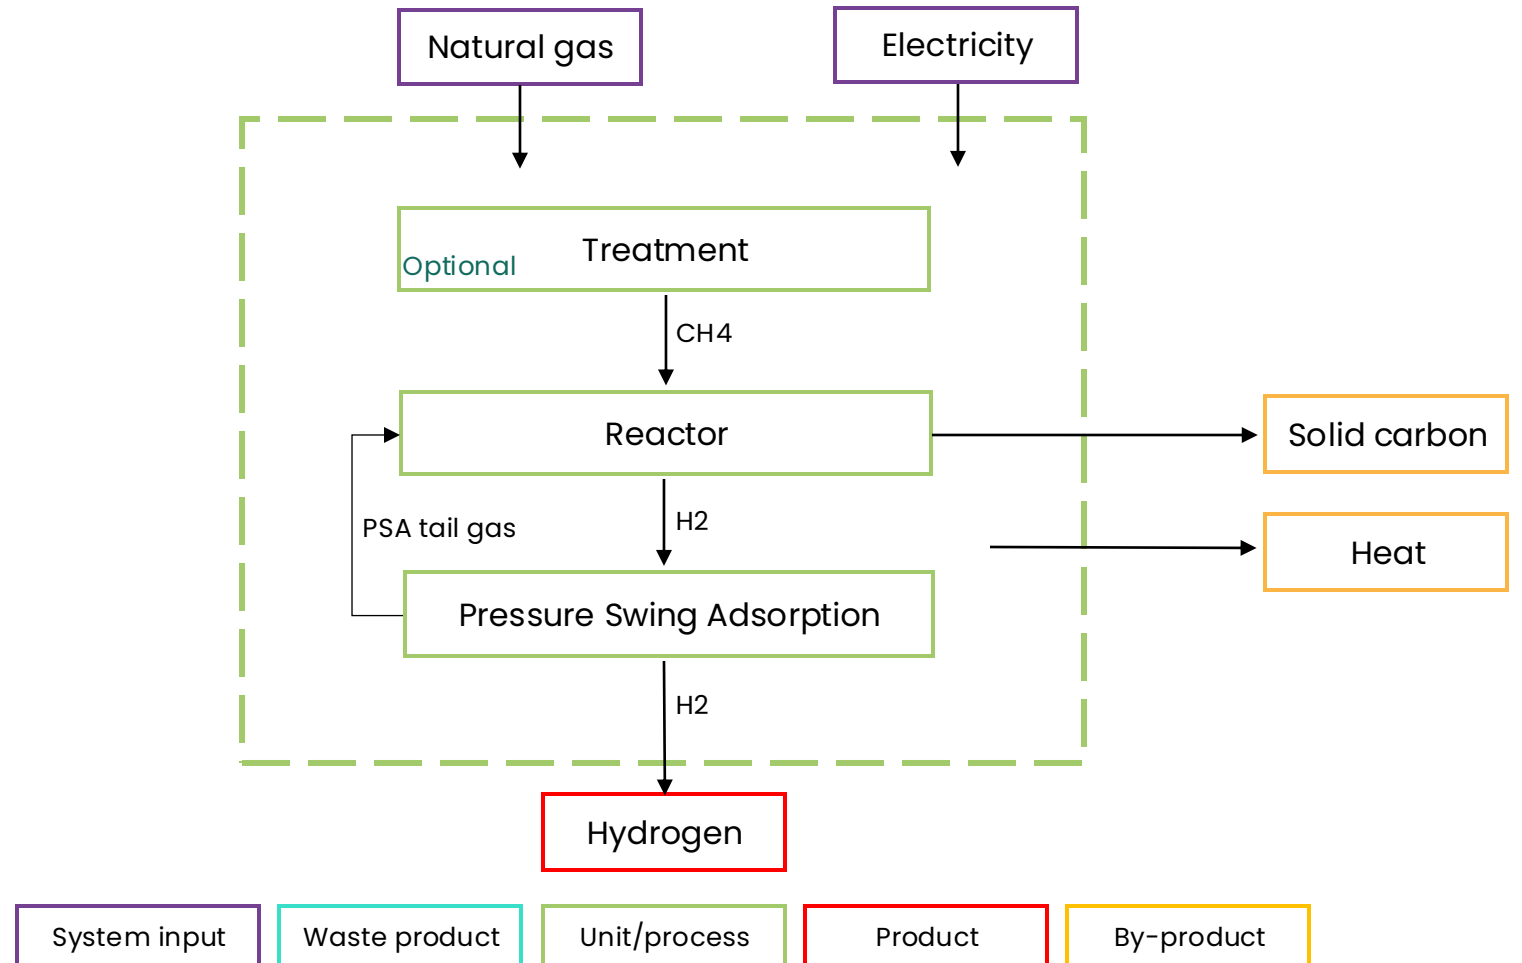 Natural gas
Electricity
Treatment
Optional
CH4
Reactor
Solid carbon
H2
PSA tail gas
Heat
Pressure Swing Adsorption
H2
Hydrogen
System input
Waste product
Unit/process
Product
By-product